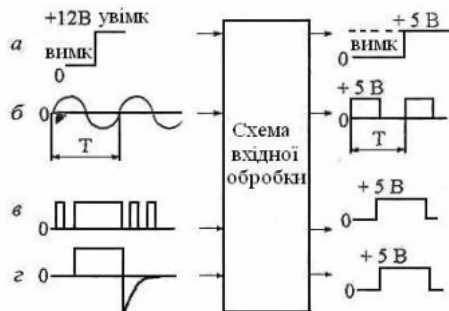 +12В увімк
а
вимк
0
+ 5 В
вимк
0
б 0
Т
+ 5 В
0
Т
Схема
вхідної
обробки
в 0
+ 5 В
0
г 0
+ 5 В
0